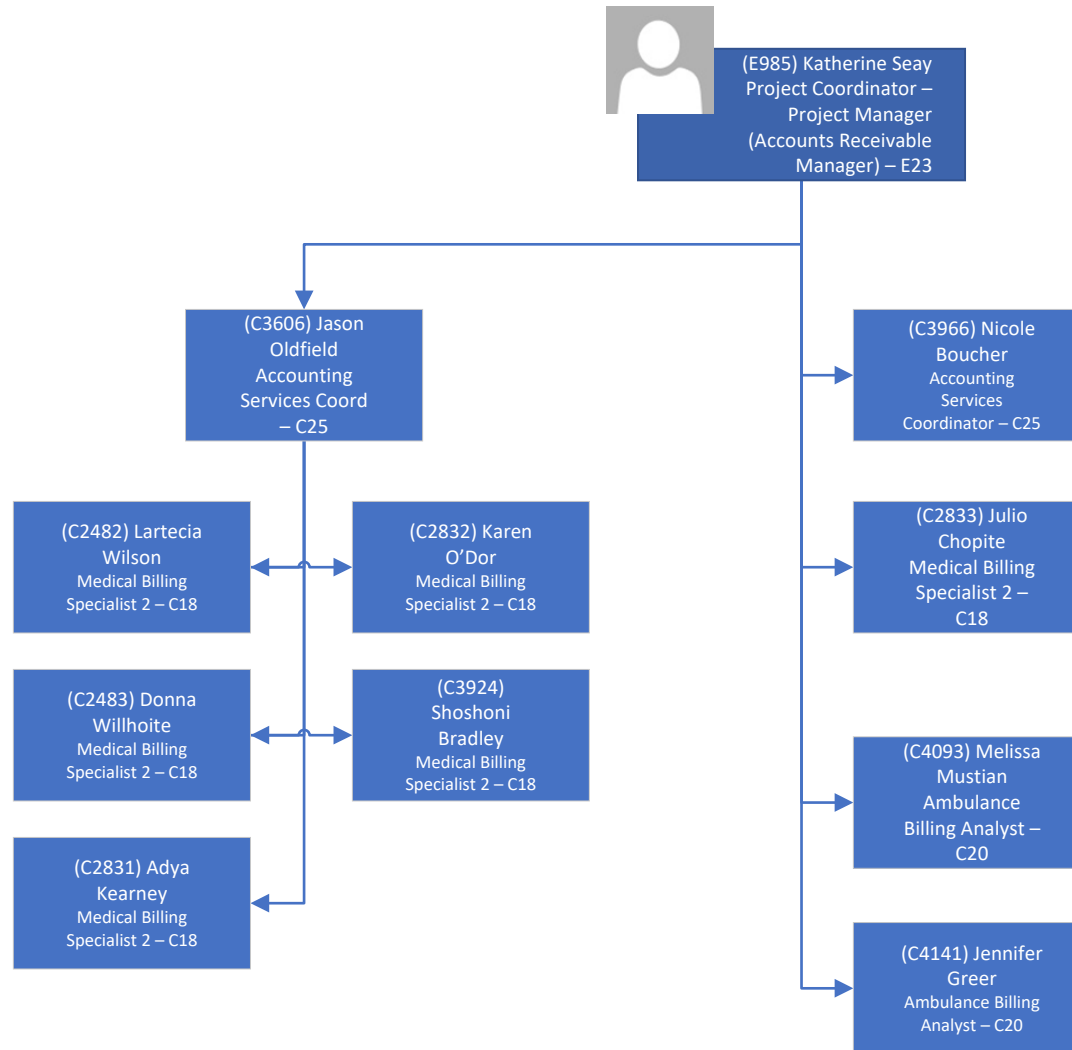 (E985) Katherine Seay
Project Coordinator –
Project Manager
(Accounts Receivable
Manager) – E23
(C3606) Jason
Oldfield
Accounting
Services Coord
– C25
(C3966) Nicole
Boucher
Accounting
Services
Coordinator – C25
(C2482) Lartecia
Wilson
Medical Billing
Specialist 2 – C18
(C2832) Karen
O’Dor
Medical Billing
Specialist 2 – C18
(C2833) Julio
Chopite
Medical Billing
Specialist 2 –
C18
(C2483) Donna
Willhoite
Medical Billing
Specialist 2 – C18
(C3924)
Shoshoni
Bradley
Medical Billing
Specialist 2 – C18
(C4093) Melissa
Mustian
Ambulance
Billing Analyst –
C20
(C2831) Adya
Kearney
Medical Billing
Specialist 2 – C18
(C4141) Jennifer
Greer
Ambulance Billing
Analyst – C20